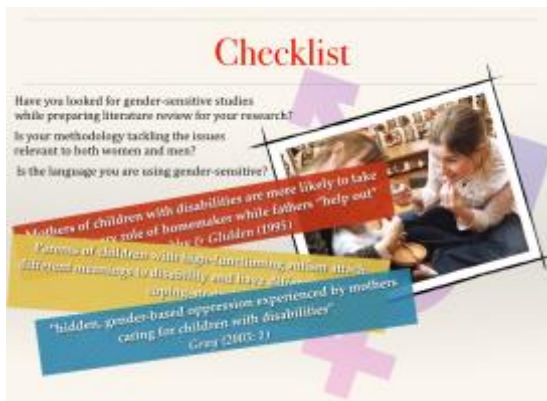 Checklist
Have you looked for gender-sensitive studies
while preparing literature review for your research?
Is your methodology tackling the issues
relevant to both women and men?
Is the language you are using gender-sensitive?
Mothers of children with disabilities are more likely to take
role of homemaker while fathers "help out"
& Glidden (1995)
Parents of children with high-functioning autism attach
different meanings to disability and have
coping
"hidden, gender-based oppression experienced by mothers
caring for children with disabilities"
Gray (2003: 1)